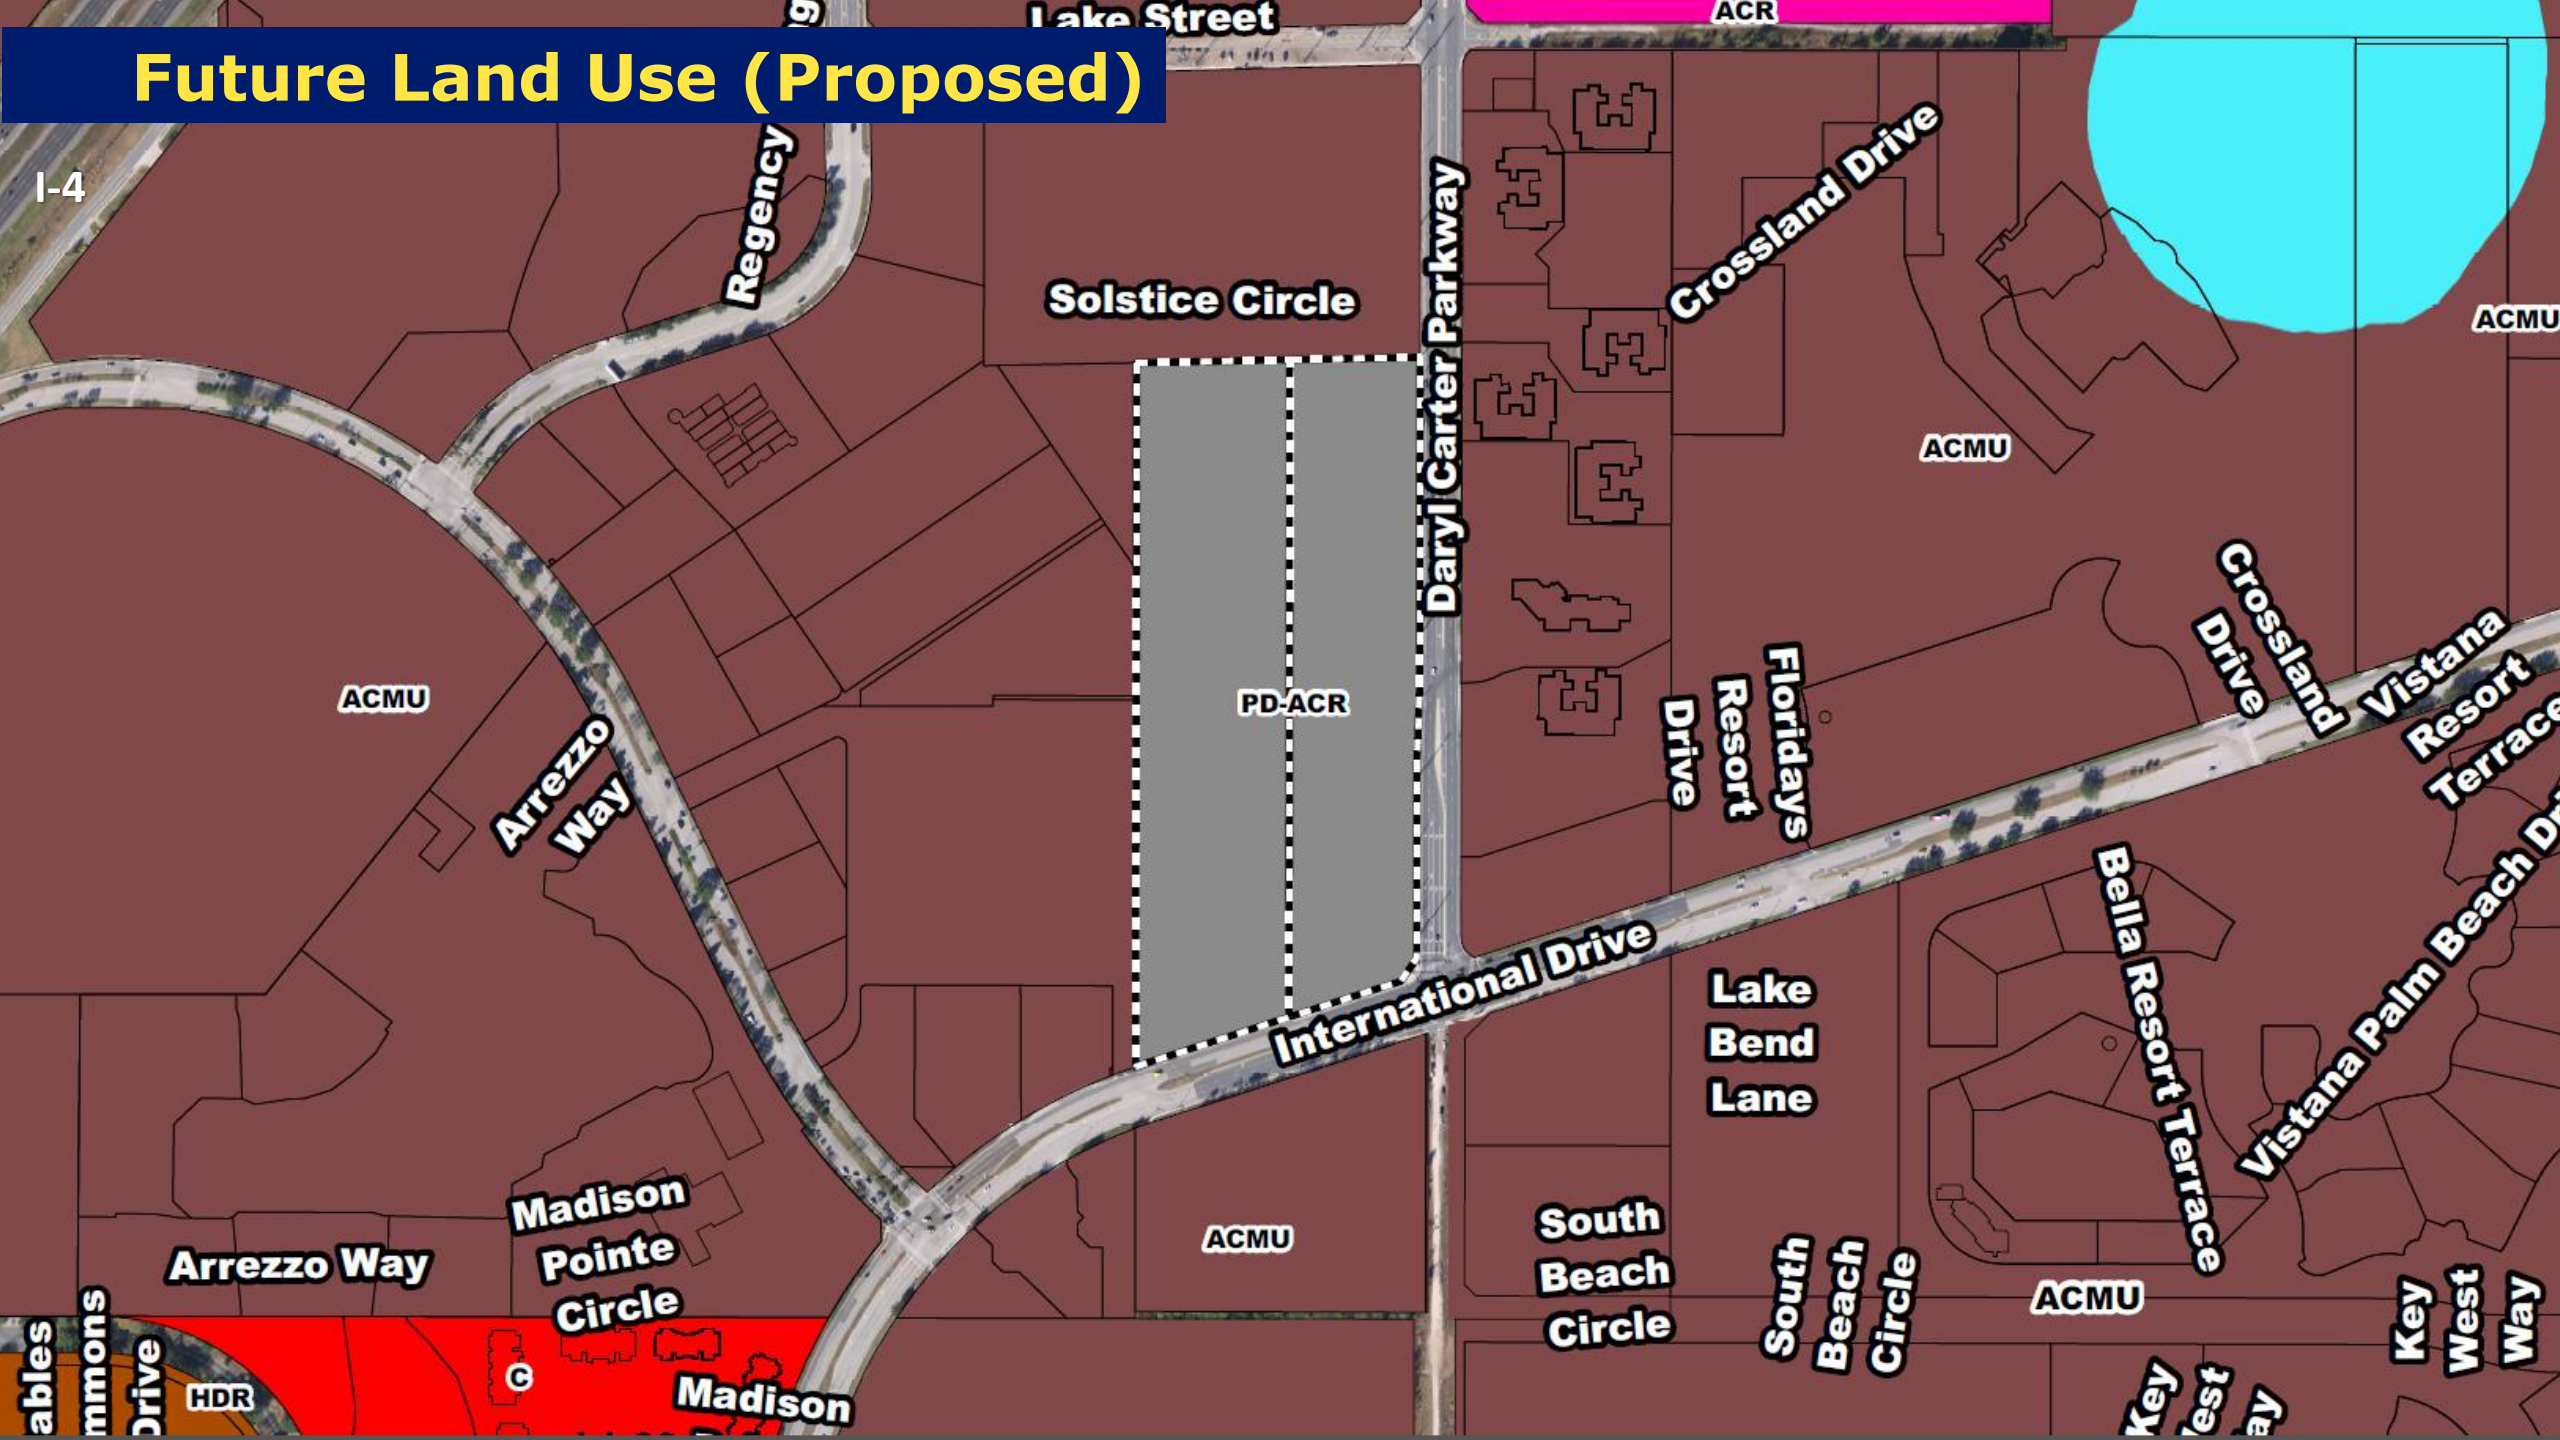 Lake Street
ACR
Future Land Use (Proposed)
I-4
Regency
Daryl Carter Parkway
Crossland Drive
Solstice Circle
ACMU
ACMU
Crossland
Drive
Vistana
Resort
Terrace
Floridays
Resort
Drive
ACMU
PD-ACR
Arrezzo
Way
International Drive
Lake
Bend
Lane
Bella Resort Terrace
Vistana Palm Beach
Madison
Pointe
Circle
Arrezzo Way
ACMU
South
Beach
Circle
South
Beach
Circle
ACMU
Key
West
Way
Key
Drive
HDR
C
Madison